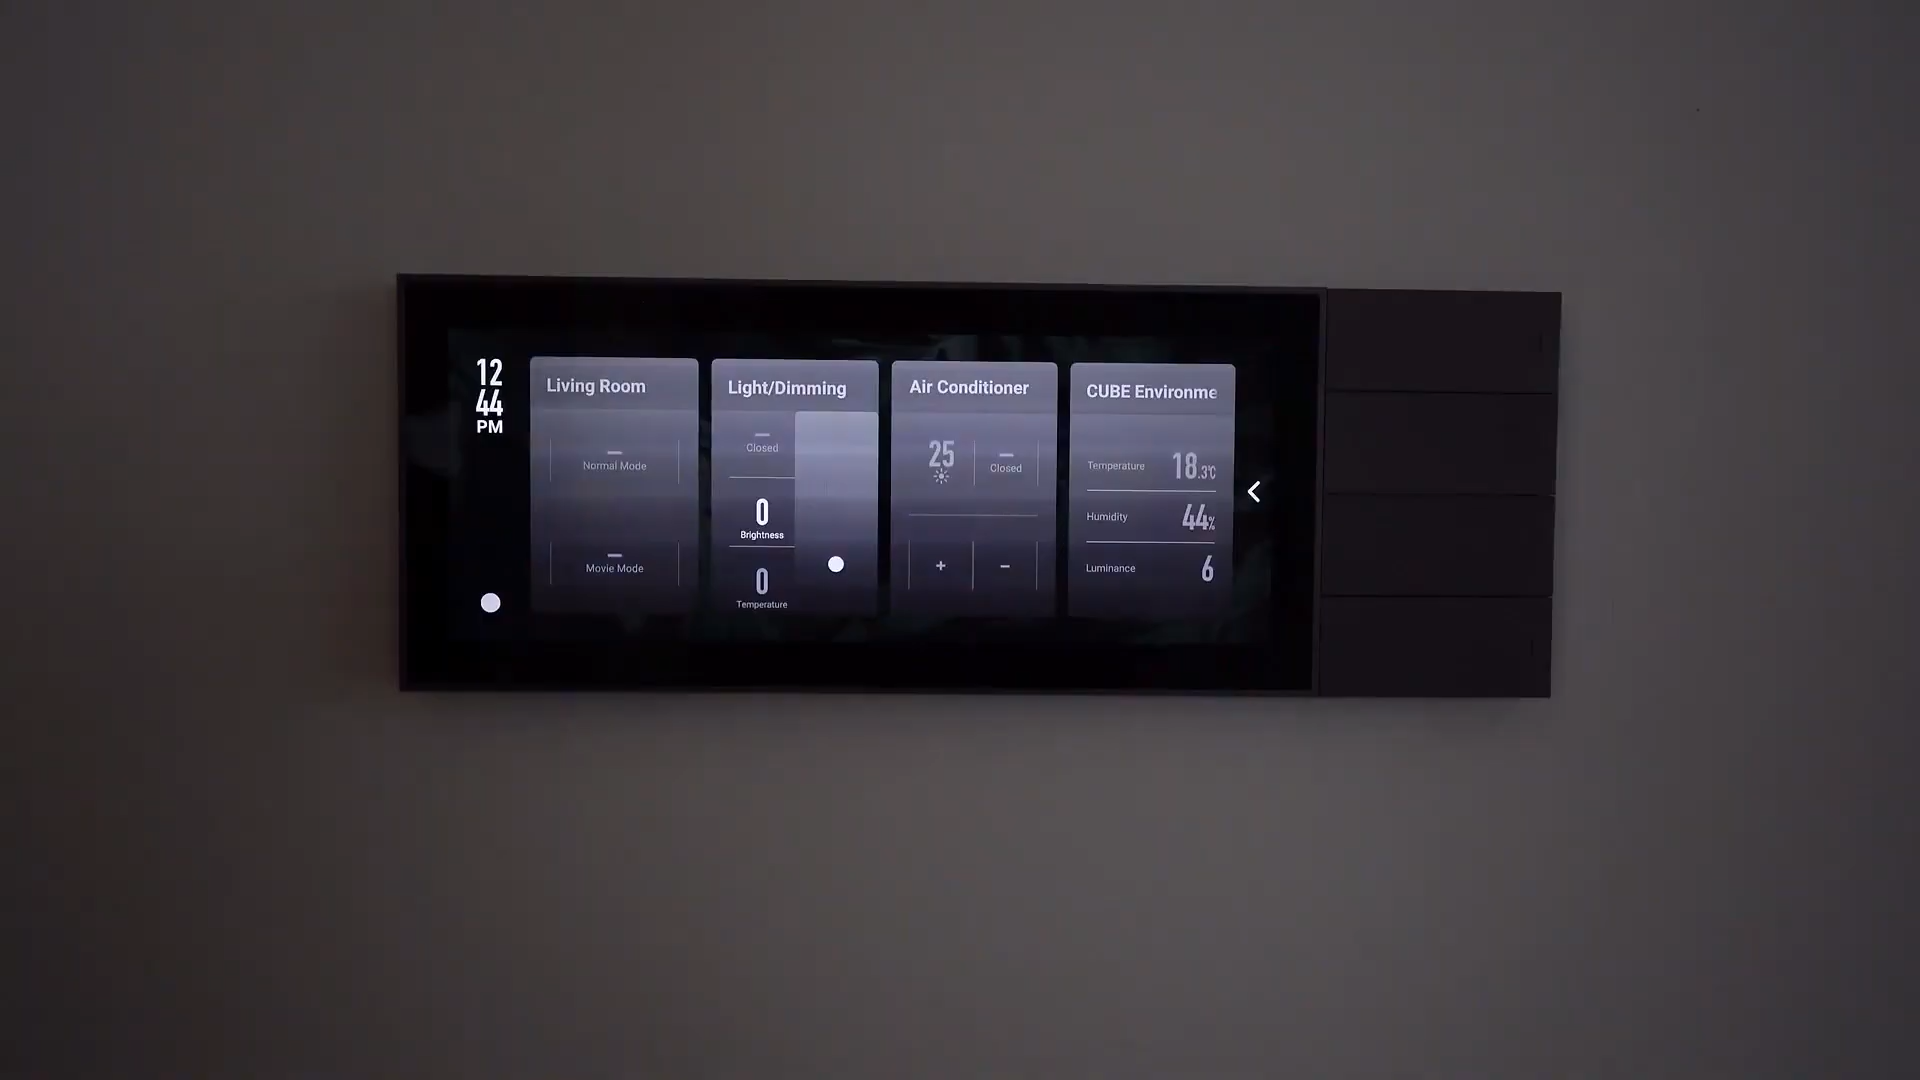 12
44
PM
Living Room
Normal Mode
Movie Mode
Light/Dimming
Closed
0
Brightness
0
Temperature
Air Conditioner
25
Closed
+
−
CUBE Environme
Temperature 18.3℃
Humidity 44%
Luminance 6